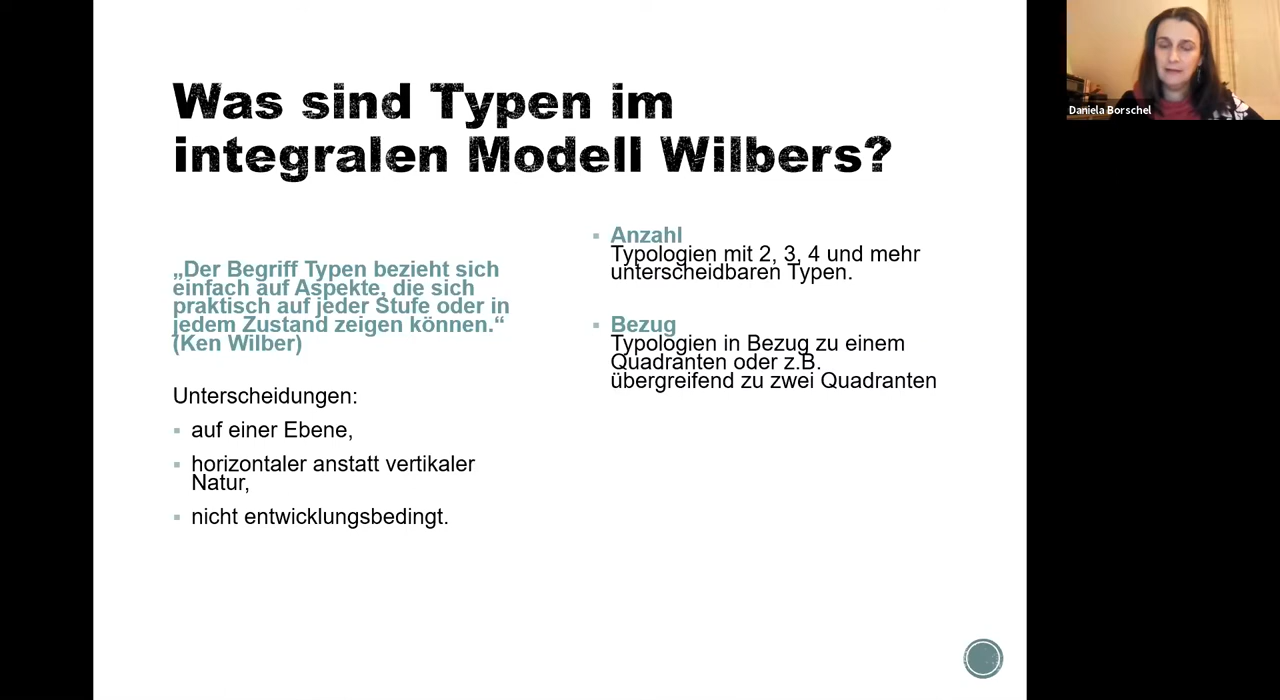 Was sind Typen im
integralen Modell Wilbers?
„Der Begriff Typen bezieht sich
einfach auf Aspekte, die sich
praktisch auf jeder Stufe oder in
jedem Zustand zeigen können.“
(Ken Wilber)
Unterscheidungen:
▪ auf einer Ebene,
▪ horizontaler anstatt vertikaler
Natur,
▪ nicht entwicklungsbedingt.
▪ Anzahl
Typologien mit 2, 3, 4 und mehr
unterscheidbaren Typen.
▪ Bezug
Typologien in Bezug zu einem
Quadranten oder z.B.
übergreifend zu zwei Quadranten
Daniela Borschel